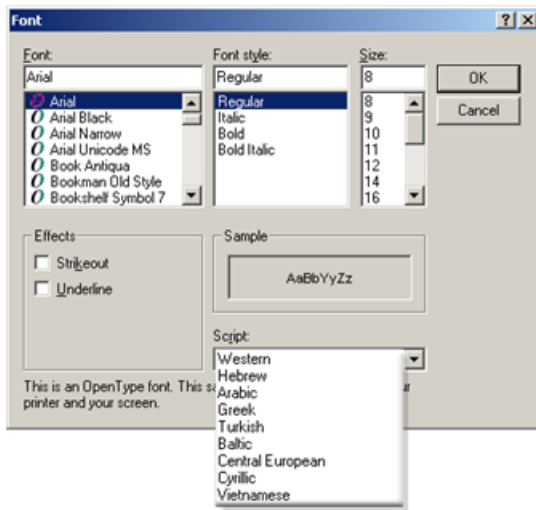 Font
Font:
Arial
Arial
Arial Black
Arial Narrow
Arial Unicode MS
Book Antiqua
Bookman Old Style
Bookshelf Symbol 7
Font style:
Regular
Regular
Italic
Bold
Bold Italic
Size:
8
8
9
10
11
12
14
16
OK
Cancel
Effects
Strikeout
Underline
Sample
AaBbYyZz
Script:
Western
Hebrew
Arabic
Greek
Turkish
Baltic
Central European
Cyrillic
Vietnamese
This is an OpenType font. This
printer and your screen.